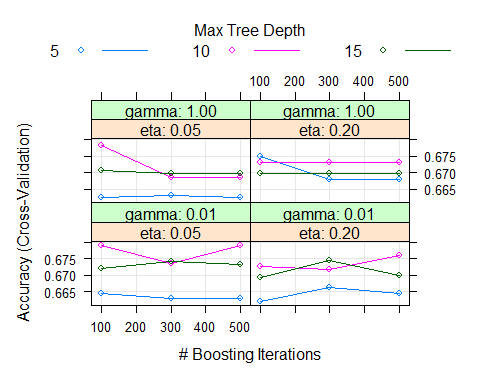 Max Tree Depth
5 10 15
100 200 300 400 500
gamma: 1.00 gamma: 1.00
eta: 0.05 eta: 0.20
0.675
0.670
0.665
gamma: 0.01 gamma: 0.01
eta: 0.05 eta: 0.20
0.675
0.670
0.665
100 200 300 400 500
Accuracy (Cross-Validation)
# Boosting Iterations